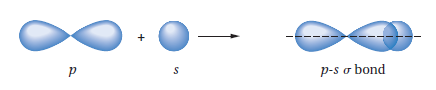 +
p s p-s σ bond